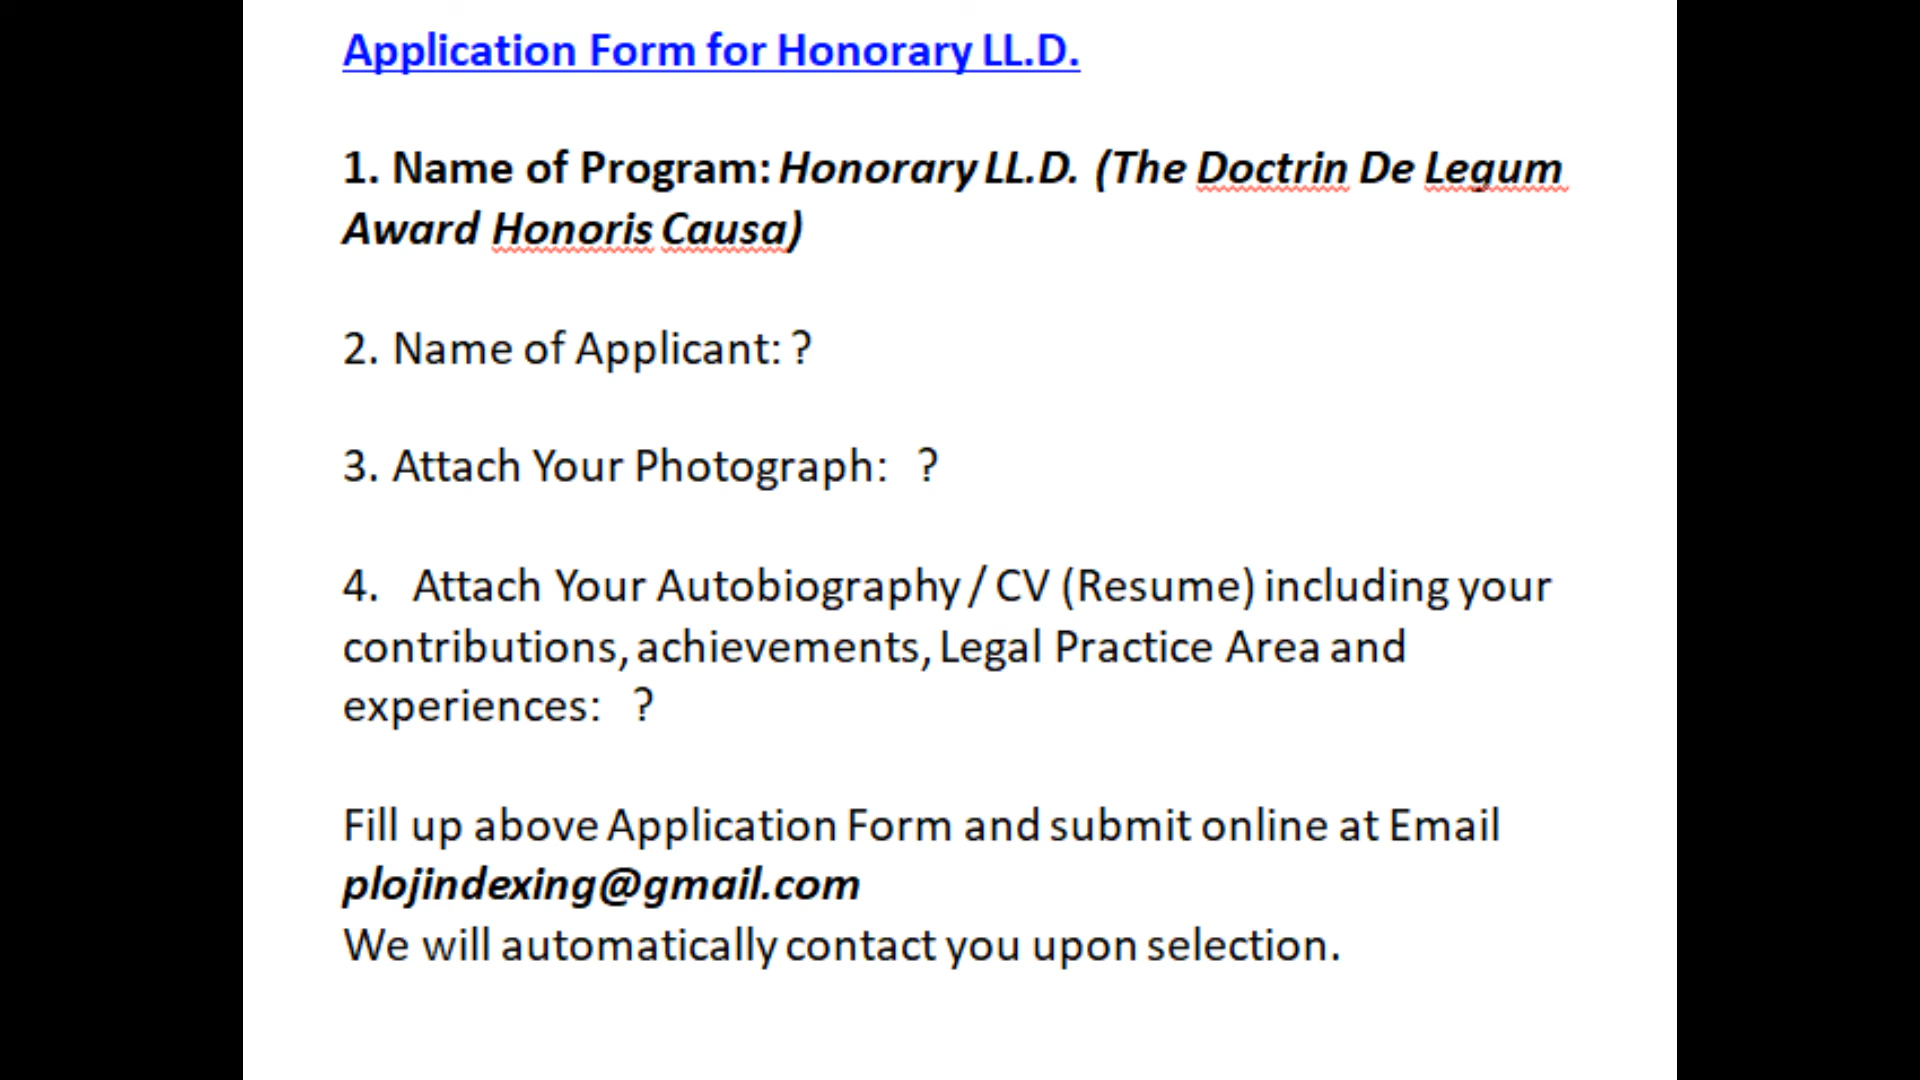 Application Form for Honorary LL.D.
1. Name of Program: Honorary LL.D. (The Doctrin De Legum
Award Honoris Causa)
2. Name of Applicant: ?
3. Attach Your Photograph: ?
4. Attach Your Autobiography / CV (Resume) including your
contributions, achievements, Legal Practice Area and
experiences: ?
Fill up above Application Form and submit online at Email
plojindexing@gmail.com
We will automatically contact you upon selection.